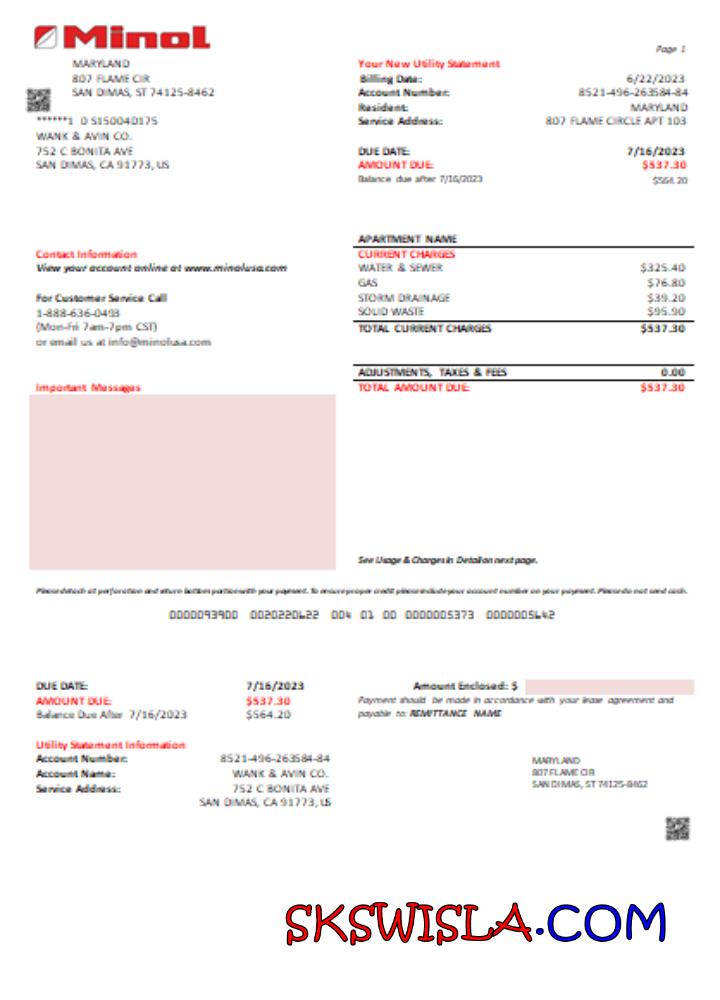 Minol
Page 1
MARYLAND
807 FLAME CIR
SAN DIMAS, ST 74125-8462
******1 0 S15004D175
WANK & AVIN CO.
752 C BONITA AVE
SAN DIMAS, CA 91773, US
Your New Utility Statement
Billing Date: 6/22/2023
Account Number: 8521-496-263584-84
Resident: MARYLAND
Service Address: 807 FLAME CIRCLE APT 103
DUE DATE: 7/16/2023
AMOUNT DUE: $537.30
Balance due after 7/16/2023 $564.20
Contact Information
View your account online at www.minolusa.com
For Customer Service Call
1-888-636-0493
(Mon-Fri 7am-7pm CST)
or email us at info@minolusa.com
APARTMENT NAME
CURRENT CHARGES
WATER & SEWER $325.40
GAS $76.80
STORM DRAINAGE $39.20
SOLID WASTE $95.90
TOTAL CURRENT CHARGES $537.30
ADJUSTMENTS, TAXES & FEES 0.00
TOTAL AMOUNT DUE: $537.30
Important Messages
See Usage & Charges in Detail on next page.
Please detach at perforation and return bottom portion with your payment. To ensure proper credit please include your account number on your payment. Please do not send cash.
0000093900 0020220622 004 01 00 0000005373 0000005642
DUE DATE: 7/16/2023
AMOUNT DUE: $537.30
Balance Due After 7/16/2023 $564.20
Amount Enclosed: $
Payment should be made in accordance with your lease agreement and
payable to: REMITTANCE NAME
Utility Statement Information
Account Number: 8521-496-263584-84
Account Name: WANK & AVIN CO.
Service Address: 752 C BONITA AVE
SAN DIMAS, CA 91773, US
MARYLAND
807 FLAME CIR
SAN DIMAS, ST 74125-8462
SKSWISLA.COM